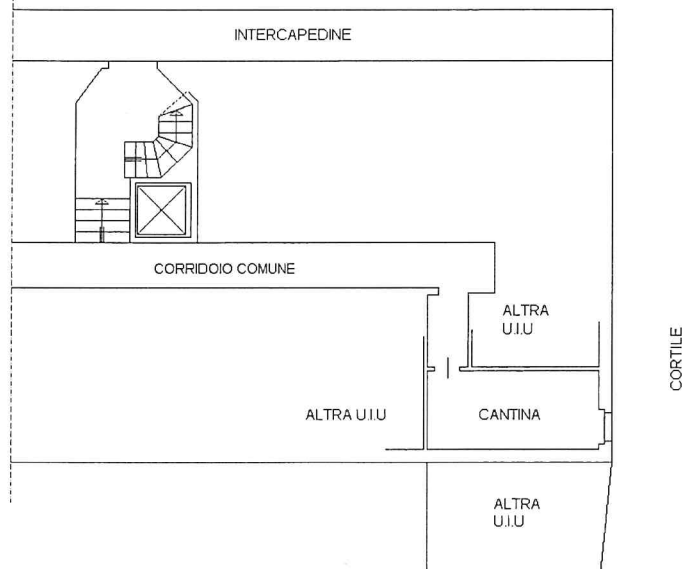 INTERCAPEDINE
CORRIDOIO COMUNE
ALTRA
U.I.U
CORTILE
ALTRA U.I.U
CANTINA
ALTRA
U.I.U